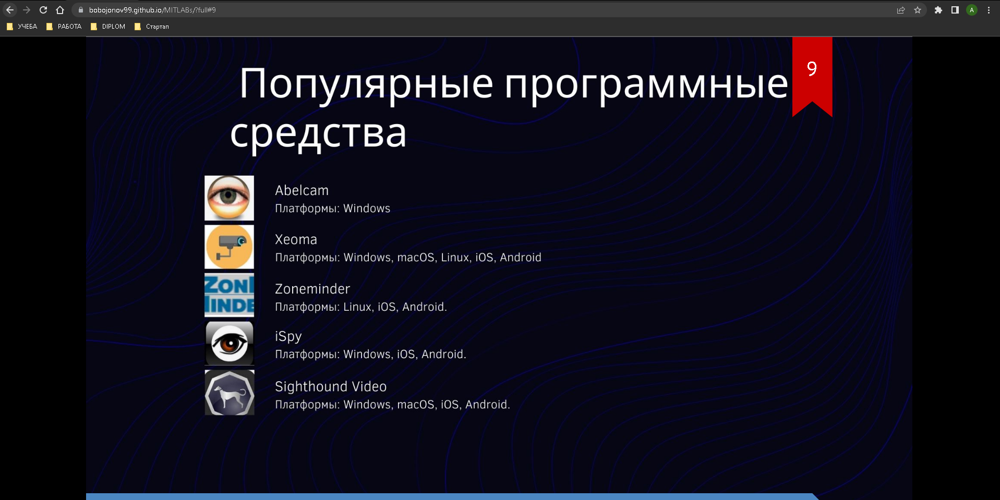 bobojonov99.github.io/MITLABs/?full#9
A
УЧЕБА
РАБОТА
DIPLOM
Стартап
9
Популярные программные
средства
Abelcam
Платформы: Windows
Xeoma
Платформы: Windows, macOS, Linux, iOS, Android
ZON
INDE
Zoneminder
Платформы: Linux, iOS, Android.
iSpy
Платформы: Windows, iOS, Android.
Sighthound Video
Платформы: Windows, macOS, iOS, Android.